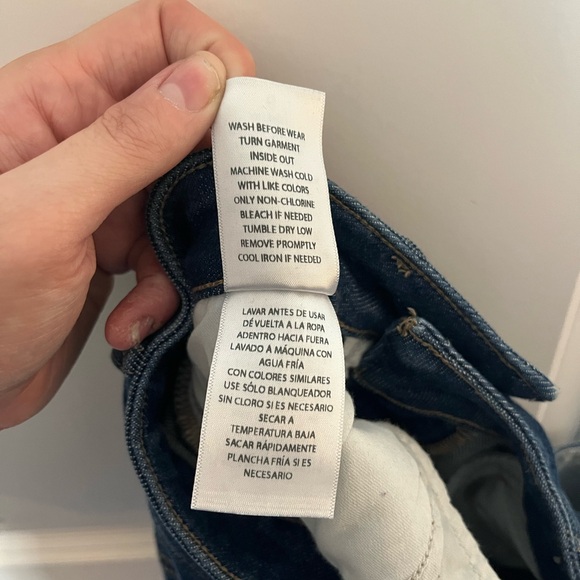 WASH BEFORE WEAR
TURN GARMENT
INSIDE OUT
MACHINE WASH COLD
WITH LIKE COLORS
ONLY NON-CHLORINE
BLEACH IF NEEDED
TUMBLE DRY LOW
REMOVE PROMPTLY
COOL IRON IF NEEDED
LAVAR ANTES DE USAR
DÉ VUELTA A LA ROPA
ADENTRO HACIA FUERA
LAVADO A MÁQUINA CON
AGUA FRÍA
CON COLORES SIMILARES
USE SÓLO BLANQUEADOR
SIN CLORO SI ES NECESARIO
SECAR A
TEMPERATURA BAJA
SACAR RÁPIDAMENTE
PLANCHA FRÍA SI ES
NECESARIO